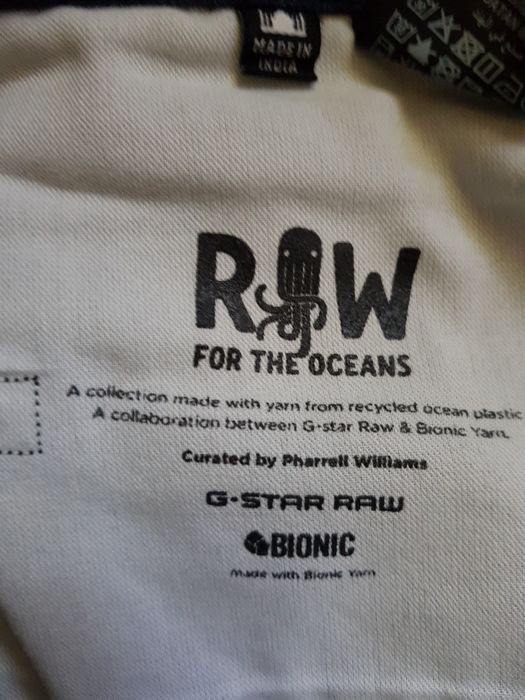 MADE IN
INDIA
RAW
FOR THE OCEANS
A collection made with yarn from recycled ocean plastic
A collaboration between G-star Raw & Bionic Yarn.
Curated by Pharrell Williams
G-STAR RAW
BIONIC
made with Bionic Yarn